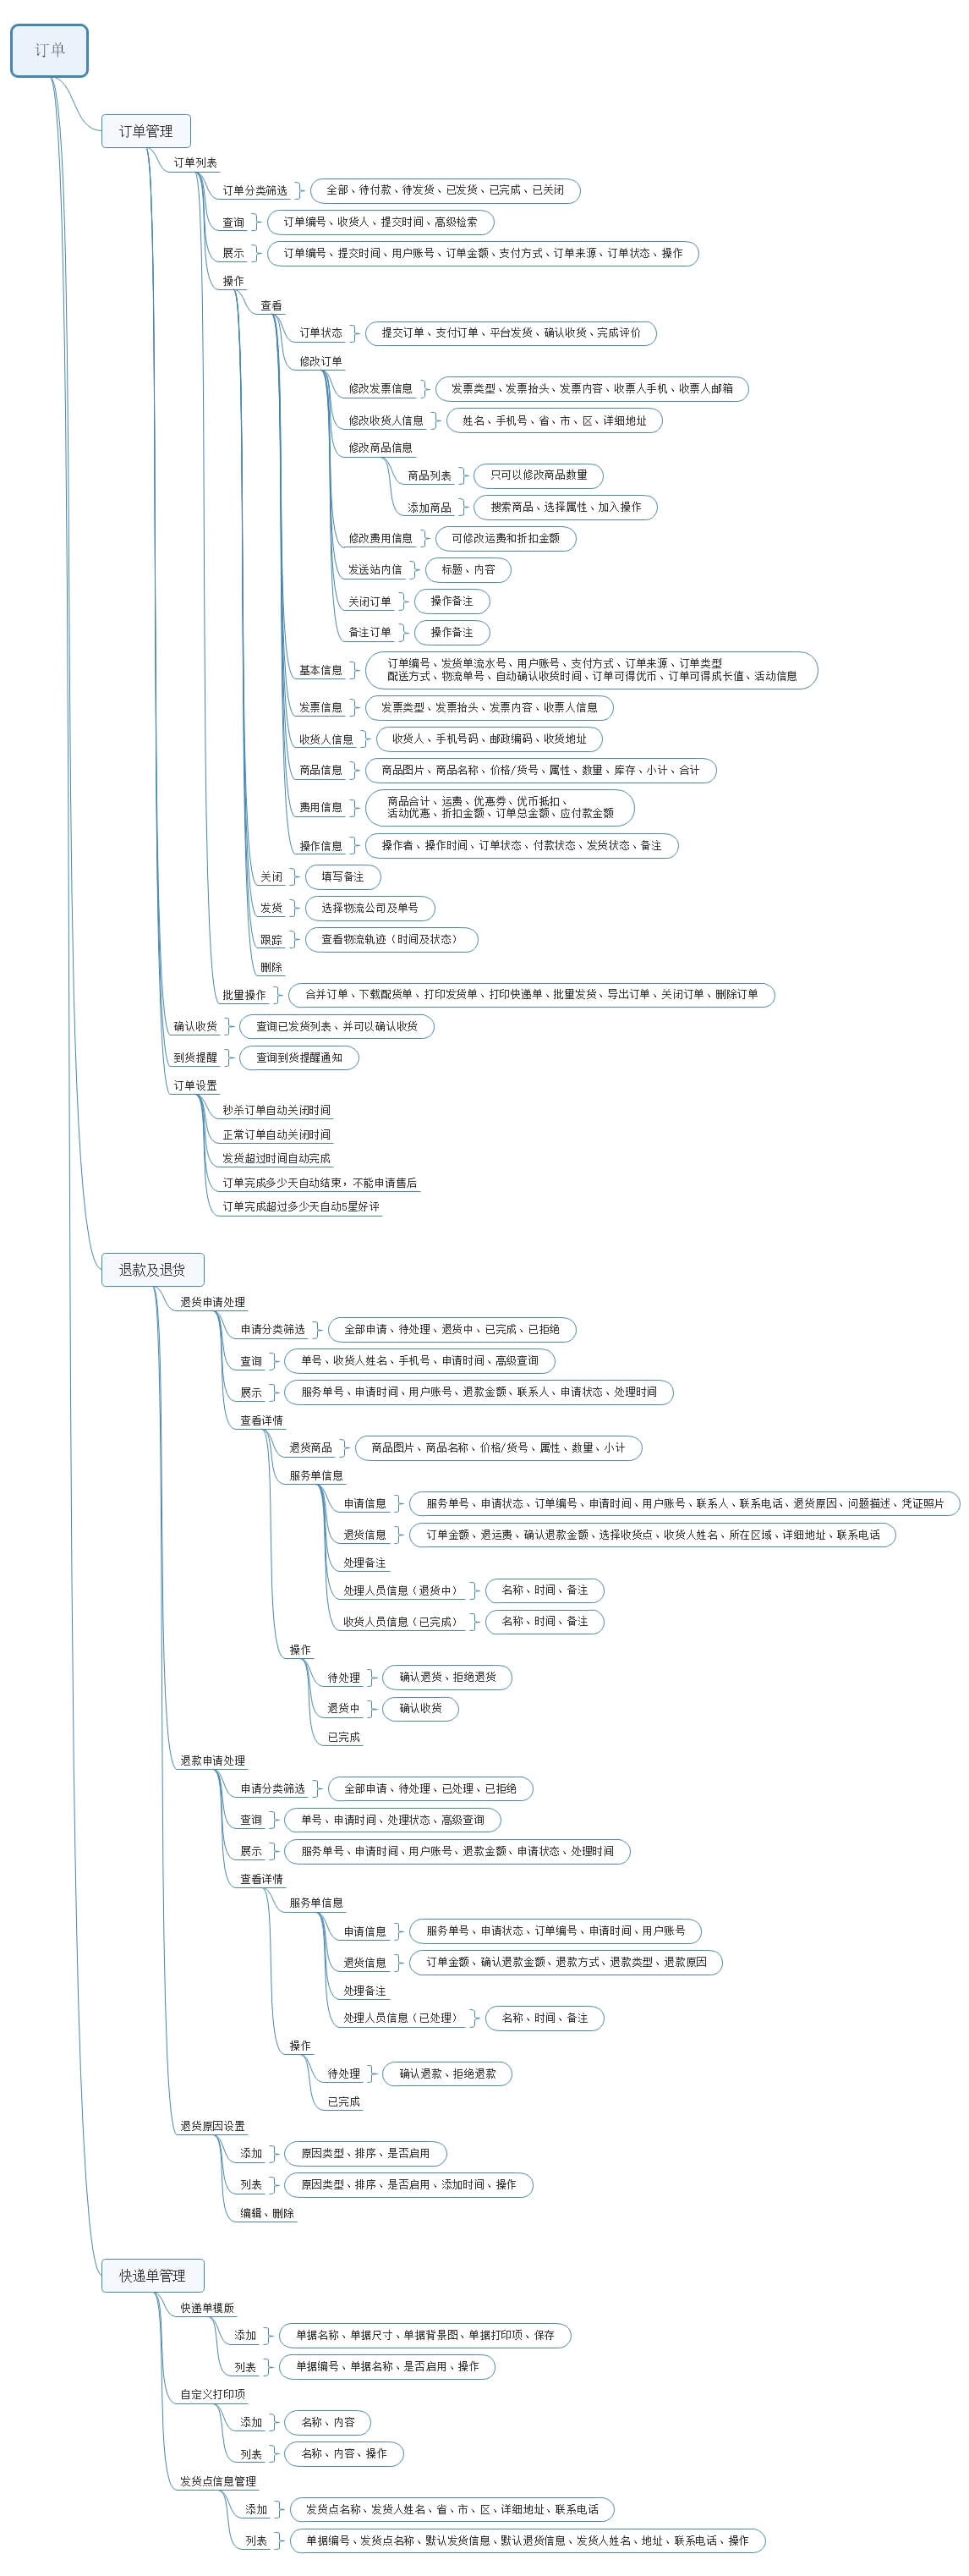 订单
订单管理
订单列表
订单分类筛选
全部、待付款、待发货、已发货、已完成、已关闭
查询
订单编号、收货人、提交时间、高级检索
展示
订单编号、提交时间、用户账号、订单金额、支付方式、订单来源、订单状态、操作
操作
查看
订单状态
提交订单、支付订单、平台发货、确认收货、完成评价
修改订单
修改发票信息
发票类型、发票抬头、发票内容、收票人手机、收票人邮箱
修改收货人信息
姓名、手机号、省、市、区、详细地址
修改商品信息
商品列表
只可以修改商品数量
添加商品
搜索商品、选择属性、加入操作
修改费用信息
可修改运费和折扣金额
发送站内信
标题、内容
关闭订单
操作备注
备注订单
操作备注
基本信息
订单编号、发货单流水号、用户账号、支付方式、订单来源、订单类型
配送方式、物流单号、自动确认收货时间、订单可得优币、订单可得成长值、活动信息
发票信息
发票类型、发票抬头、发票内容、收票人信息
收货人信息
收货人、手机号码、邮政编码、收货地址
商品信息
商品图片、商品名称、价格/货号、属性、数量、库存、小计、合计
费用信息
商品合计、运费、优惠券、优币抵扣、
活动优惠、折扣金额、订单总金额、应付款金额
操作信息
操作者、操作时间、订单状态、付款状态、发货状态、备注
关闭
填写备注
发货
选择物流公司及单号
跟踪
查看物流轨迹（时间及状态）
删除
批量操作
合并订单、下载配货单、打印发货单、打印快递单、批量发货、导出订单、关闭订单、删除订单
确认收货
查询已发货列表、并可以确认收货
到货提醒
查询到货提醒通知
订单设置
秒杀订单自动关闭时间
正常订单自动关闭时间
发货超过时间自动完成
订单完成多少天自动结束，不能申请售后
订单完成超过多少天自动5星好评
退款及退货
退货申请处理
申请分类筛选
全部申请、待处理、退货中、已完成、已拒绝
查询
单号、收货人姓名、手机号、申请时间、高级查询
展示
服务单号、申请时间、用户账号、退款金额、联系人、申请状态、处理时间
查看详情
退货商品
商品图片、商品名称、价格/货号、属性、数量、小计
服务单信息
申请信息
服务单号、申请状态、订单编号、申请时间、用户账号、联系人、联系电话、退货原因、问题描述、凭证照片
退货信息
订单金额、退运费、确认退款金额、选择收货点、收货人姓名、所在区域、详细地址、联系电话
处理备注
处理人员信息（退货中）
名称、时间、备注
收货人员信息（已完成）
名称、时间、备注
操作
待处理
确认退货、拒绝退货
退货中
确认收货
已完成
退款申请处理
申请分类筛选
全部申请、待处理、已处理、已拒绝
查询
单号、申请时间、处理状态、高级查询
展示
服务单号、申请时间、用户账号、退款金额、申请状态、处理时间
查看详情
服务单信息
申请信息
服务单号、申请状态、订单编号、申请时间、用户账号
退货信息
订单金额、确认退款金额、退款方式、退款类型、退款原因
处理备注
处理人员信息（已处理）
名称、时间、备注
操作
待处理
确认退款、拒绝退款
已完成
退货原因设置
添加
原因类型、排序、是否启用
列表
原因类型、排序、是否启用、添加时间、操作
编辑、删除
快递单管理
快递单模版
添加
单据名称、单据尺寸、单据背景图、单据打印项、保存
列表
单据编号、单据名称、是否启用、操作
自定义打印项
添加
名称、内容
列表
名称、内容、操作
发货点信息管理
添加
发货点名称、发货人姓名、省、市、区、详细地址、联系电话
列表
单据编号、发货点名称、默认发货信息、默认退货信息、发货人姓名、地址、联系电话、操作